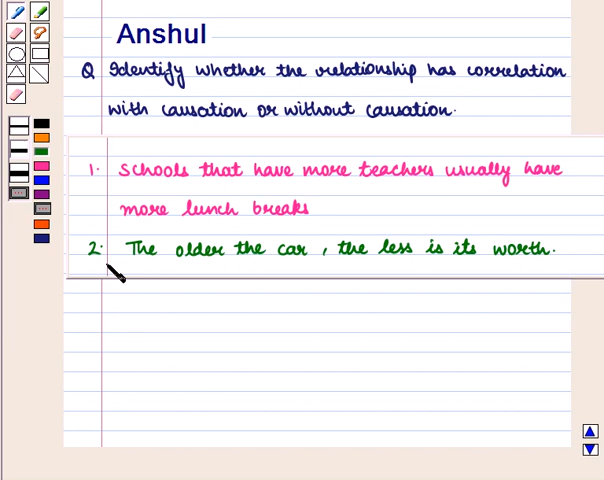 Anshul
Q Identify whether the relationship has correlation
with causation or without causation.
1. Schools that have more teachers usually have
more lunch breaks
2. The older the car, the less is its worth.